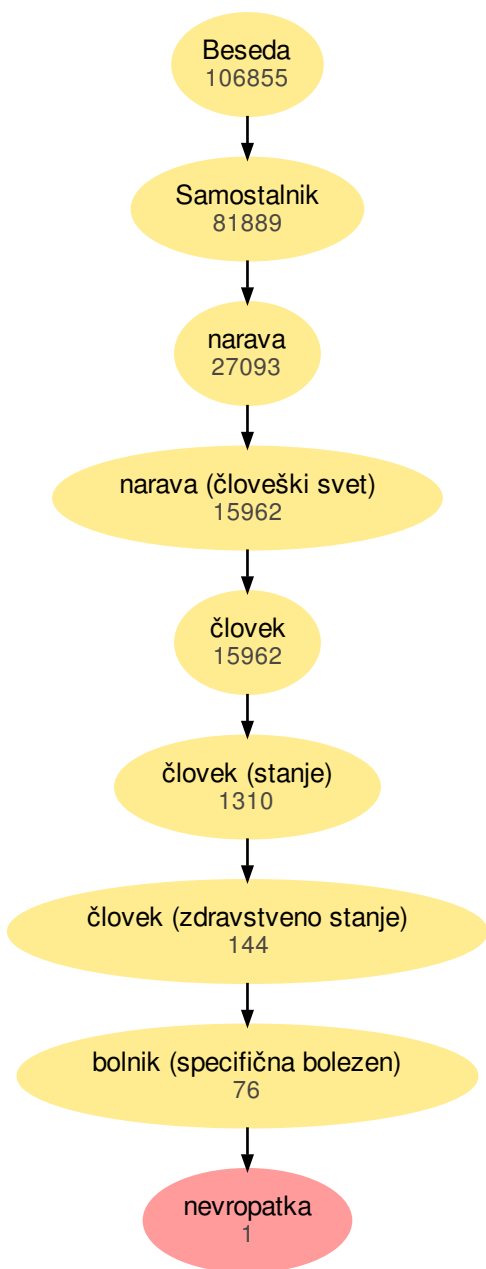 Beseda
106855
Samostalnik
81889
narava
27093
narava (človeški svet)
15962
človek
15962
človek (stanje)
1310
človek (zdravstveno stanje)
144
bolnik (specifična bolezen)
76
nevropatka
1